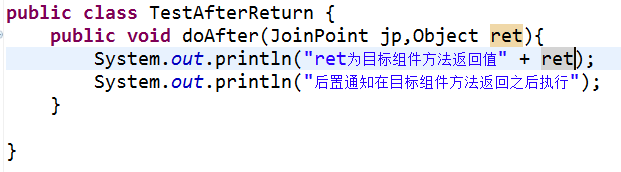 public class TestAfterReturn {
public void doAfter(JoinPoint jp,Object ret){
System.out.println("ret为目标组件方法返回值" + ret);
System.out.println("后置通知在目标组件方法返回之后执行");
}
}